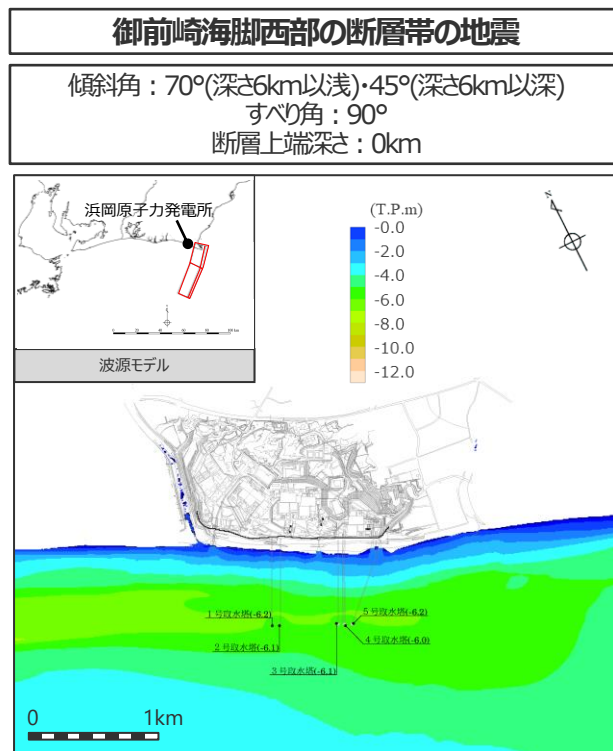 御前崎海脚西部の断層帯の地震
傾斜角：70°(深さ6km以浅)・45°(深さ6km以深)
すべり角：90°
断層上端深さ：0km
浜岡原子力発電所
波源モデル
(T.P.m)
-0.0
-2.0
-4.0
-6.0
-8.0
-10.0
-12.0
N
1号取水塔(-6.2)
5号取水塔(-6.2)
2号取水塔(-6.1)
4号取水塔(-6.0)
3号取水塔(-6.1)
0 1km